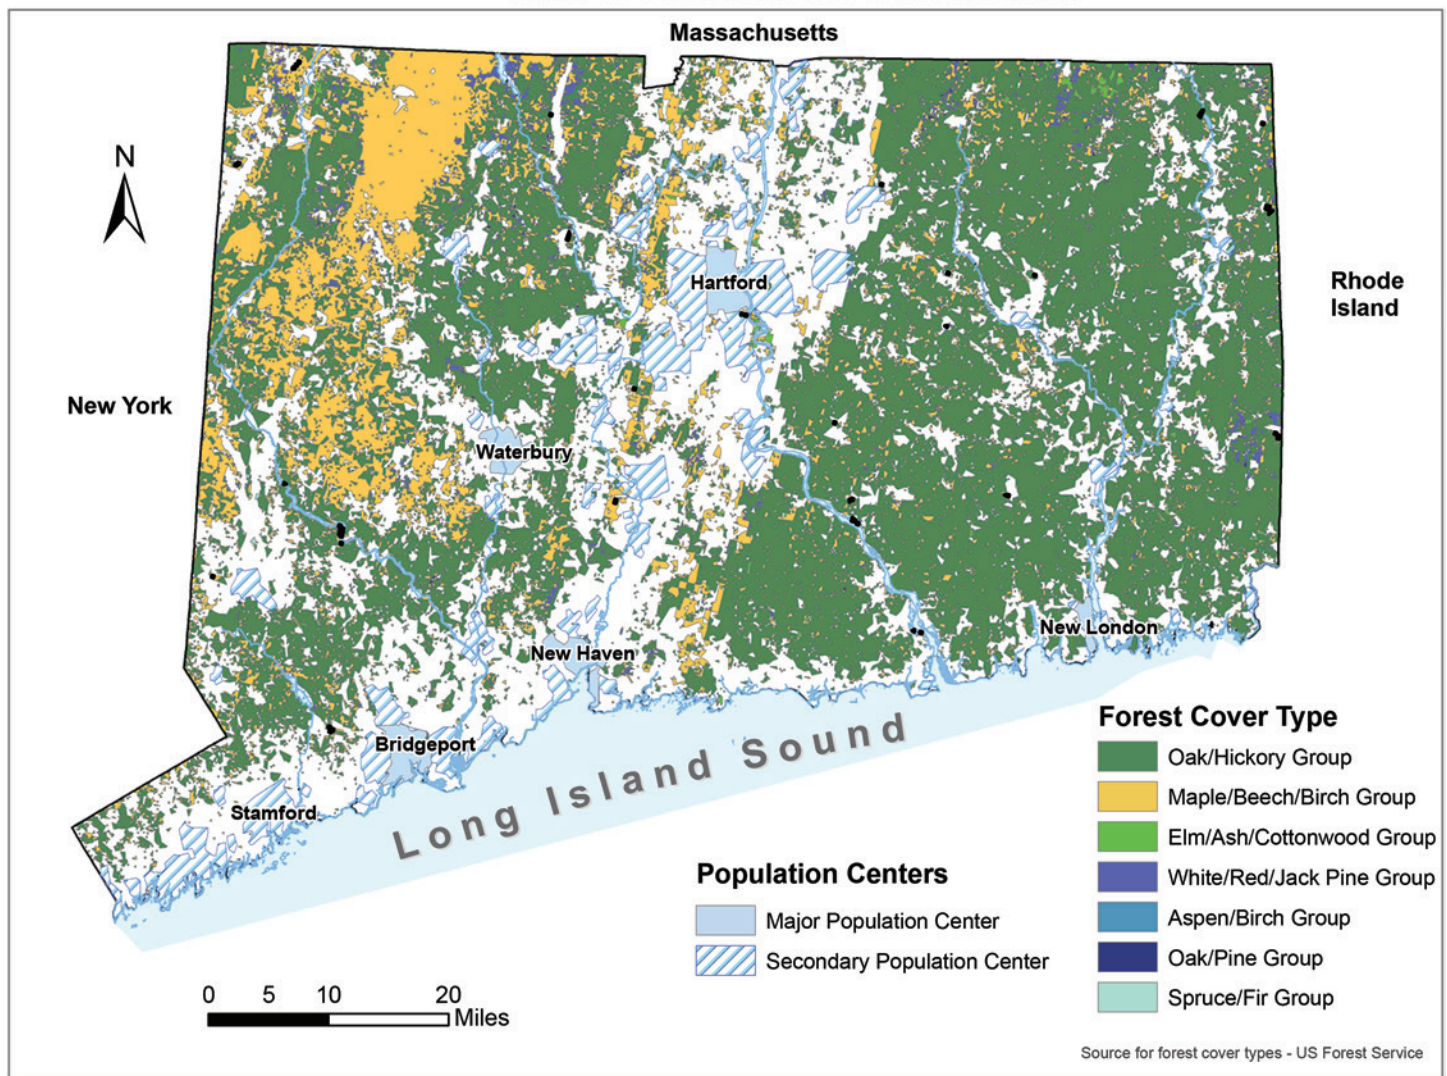 Massachusetts
N
Hartford
Rhode
Island
New York
Waterbury
New Haven
New London
Bridgeport
Stamford
Long Island Sound
Forest Cover Type
Oak/Hickory Group
Maple/Beech/Birch Group
Elm/Ash/Cottonwood Group
White/Red/Jack Pine Group
Aspen/Birch Group
Oak/Pine Group
Spruce/Fir Group
Population Centers
Major Population Center
Secondary Population Center
0 5 10 20
Miles
Source for forest cover types - US Forest Service